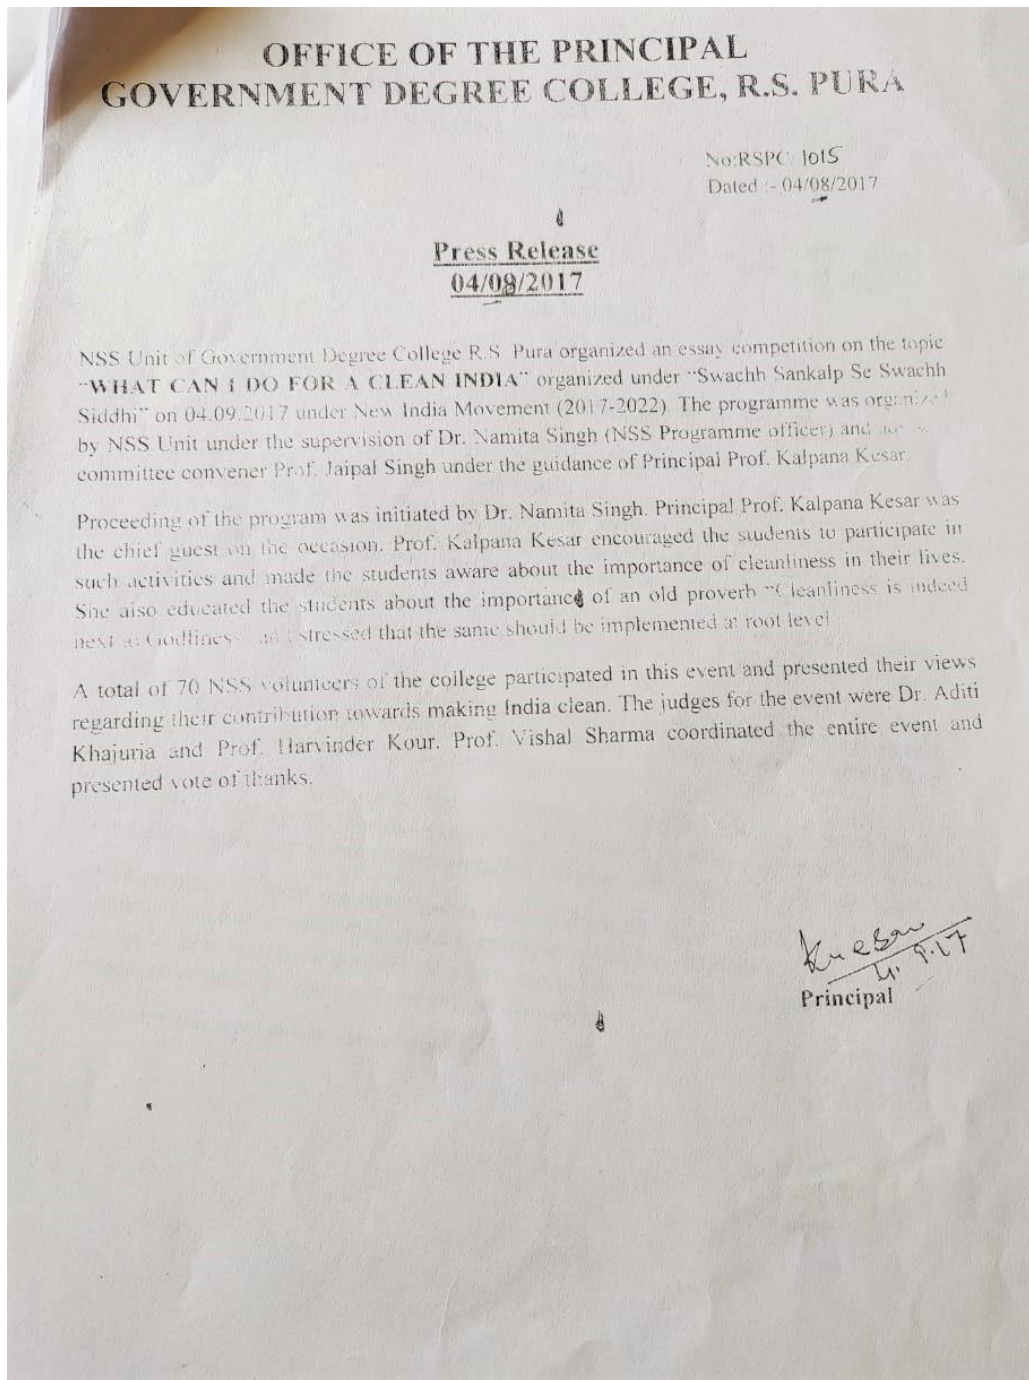 OFFICE OF THE PRINCIPAL
GOVERNMENT DEGREE COLLEGE, R.S. PURA
No:RSPC/ 1015
Dated :- 04/08/2017
Press Release
04/08/2017
NSS Unit of Government Degree College R.S Pura organized an essay competition on the topic
"WHAT CAN I DO FOR A CLEAN INDIA" organized under "Swachh Sankalp Se Swachh
Siddhi" on 04.09.2017 under New India Movement (2017-2022). The programme was organized
by NSS Unit under the supervision of Dr. Namita Singh (NSS Programme officer) and
committee convener Prof. Jaipal Singh under the guidance of Principal Prof. Kalpana Kesar.
Proceeding of the program was initiated by Dr. Namita Singh. Principal Prof. Kalpana Kesar was
the chief guest on the occasion. Prof. Kalpana Kesar encouraged the students to participate in
such activities and made the students aware about the importance of cleanliness in their lives.
She also educated the students about the importance of an old proverb "Cleanliness is indeed
next to Godliness and stressed that the same should be implemented at root level
A total of 70 NSS volunteers of the college participated in this event and presented their views
regarding their contribution towards making India clean. The judges for the event were Dr. Aditi
Khajuria and Prof. Harvinder Kour. Prof. Vishal Sharma coordinated the entire event and
presented vote of thanks.
Principal